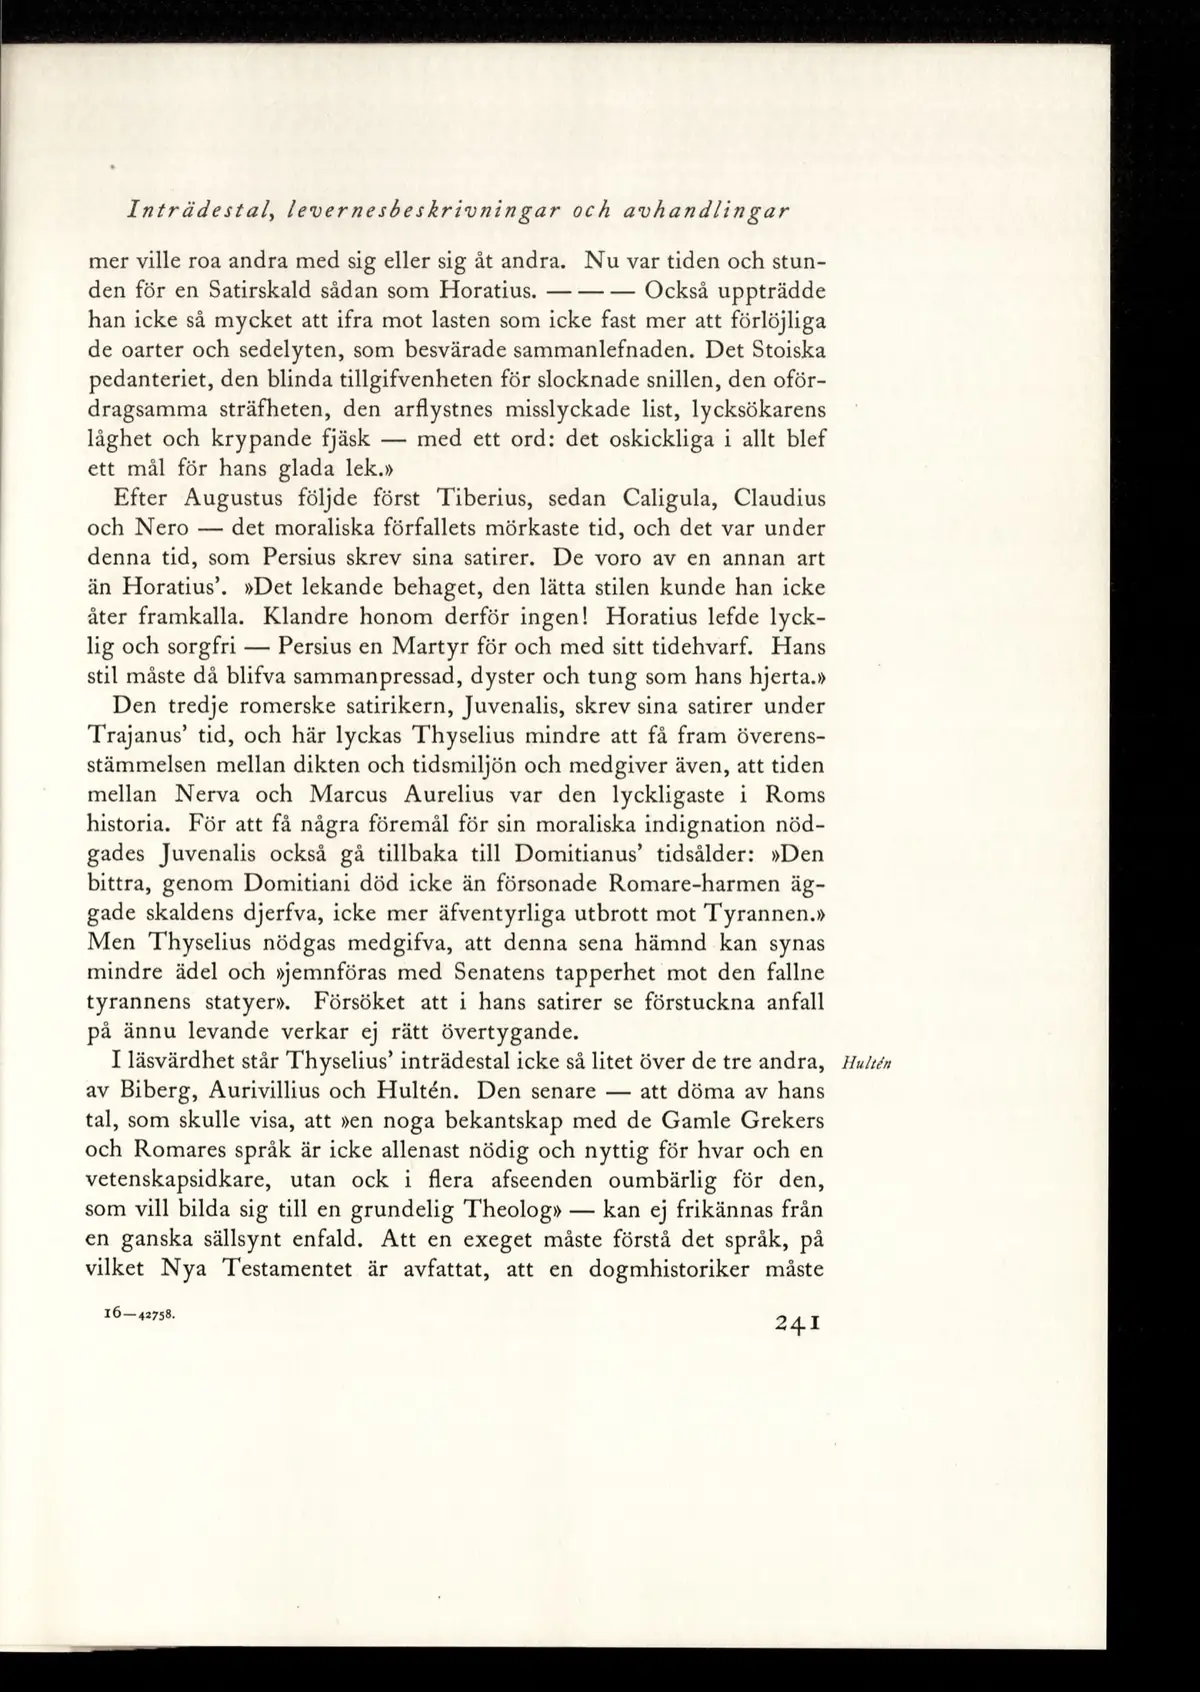 Inträdestal, levernesbeskrivningar och avhandlingar
mer ville roa andra med sig eller sig åt andra. Nu var tiden och stun-
den för en Satirskald sådan som Horatius. — — — Också uppträdde
han icke så mycket att ifra mot lasten som icke fast mer att förlöjliga
de oarter och sedelyten, som besvärade sammanlefnaden. Det Stoiska
pedanteriet, den blinda tillgifvenheten för slocknade snillen, den oför-
dragsamma sträfheten, den arflystnes misslyckade list, lycksökarens
låghet och krypande fjäsk — med ett ord: det oskickliga i allt blef
ett mål för hans glada lek.»
Efter Augustus följde först Tiberius, sedan Caligula, Claudius
och Nero — det moraliska förfallets mörkaste tid, och det var under
denna tid, som Persius skrev sina satirer. De voro av en annan art
än Horatius’. »Det lekande behaget, den lätta stilen kunde han icke
åter framkalla. Klandre honom derför ingen! Horatius lefde lyck-
lig och sorgfri — Persius en Martyr för och med sitt tidehvarf. Hans
stil måste då blifva sammanpressad, dyster och tung som hans hjerta.»
Den tredje romerske satirikern, Juvenalis, skrev sina satirer under
Trajanus’ tid, och här lyckas Thyselius mindre att få fram överens-
stämmelsen mellan dikten och tidsmiljön och medgiver även, att tiden
mellan Nerva och Marcus Aurelius var den lyckligaste i Roms
historia. För att få några föremål för sin moraliska indignation nöd-
gades Juvenalis också gå tillbaka till Domitianus’ tidsålder: »Den
bittra, genom Domitiani död icke än försonade Romare-harmen äg-
gade skaldens djerfva, icke mer äfventyrliga utbrott mot Tyrannen.»
Men Thyselius nödgas medgifva, att denna sena hämnd kan synas
mindre ädel och »jemnföras med Senatens tapperhet mot den fallne
tyrannens statyer». Försöket att i hans satirer se förstuckna anfall
på ännu levande verkar ej rätt övertygande.
I läsvärdhet står Thyselius’ inträdestal icke så litet över de tre andra, Hultén
av Biberg, Aurivillius och Hultén. Den senare — att döma av hans
tal, som skulle visa, att »en noga bekantskap med de Gamle Grekers
och Romares språk är icke allenast nödig och nyttig för hvar och en
vetenskapsidkare, utan ock i flera afseenden oumbärlig för den,
som vill bilda sig till en grundelig Theolog» — kan ej frikännas från
en ganska sällsynt enfald. Att en exeget måste förstå det språk, på
vilket Nya Testamentet är avfattat, att en dogmhistoriker måste
16—42758.
241